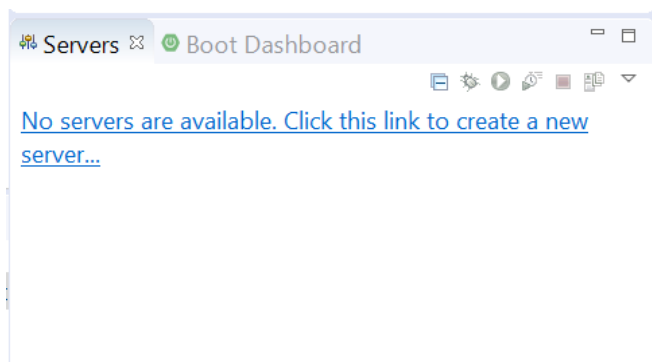 Servers Boot Dashboard
No servers are available. Click this link to create a new
server...